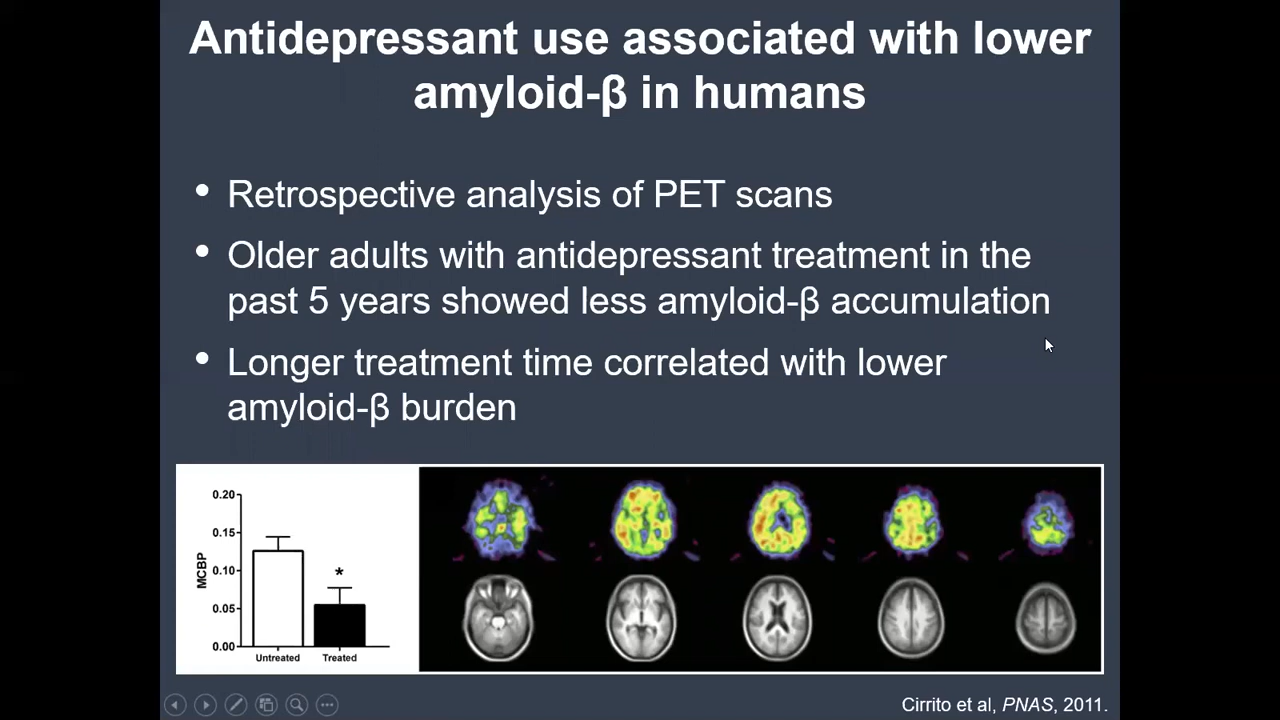 Antidepressant use associated with lower
amyloid-β in humans
• Retrospective analysis of PET scans
• Older adults with antidepressant treatment in the
past 5 years showed less amyloid-β accumulation
• Longer treatment time correlated with lower
amyloid-β burden
MCBP
0.20
0.15
0.10
0.05
0.00
*
Untreated Treated
Cirrito et al, PNAS, 2011.